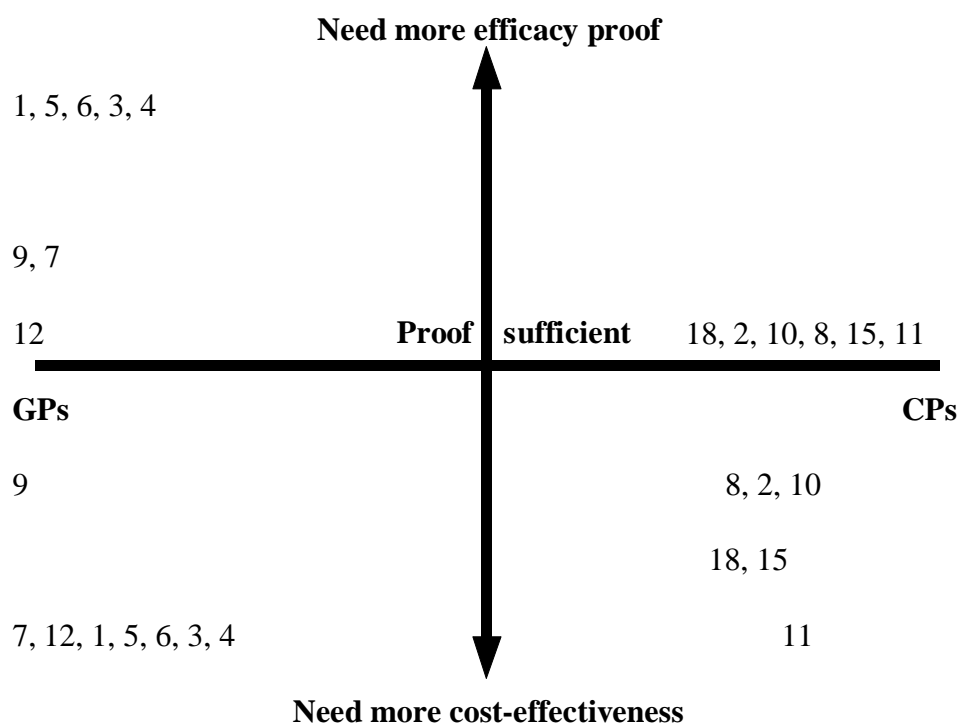 Need more efficacy proof
1, 5, 6, 3, 4
9, 7
12 Proof sufficient 18, 2, 10, 8, 15, 11
GPs CPs
9 8, 2, 10
18, 15
7, 12, 1, 5, 6, 3, 4 11
Need more cost-effectiveness